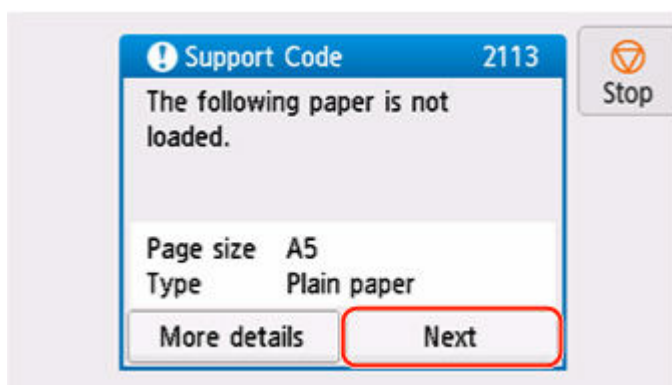 Support Code 2113
Stop
The following paper is not
loaded.
Page size A5
Type Plain paper
More details Next